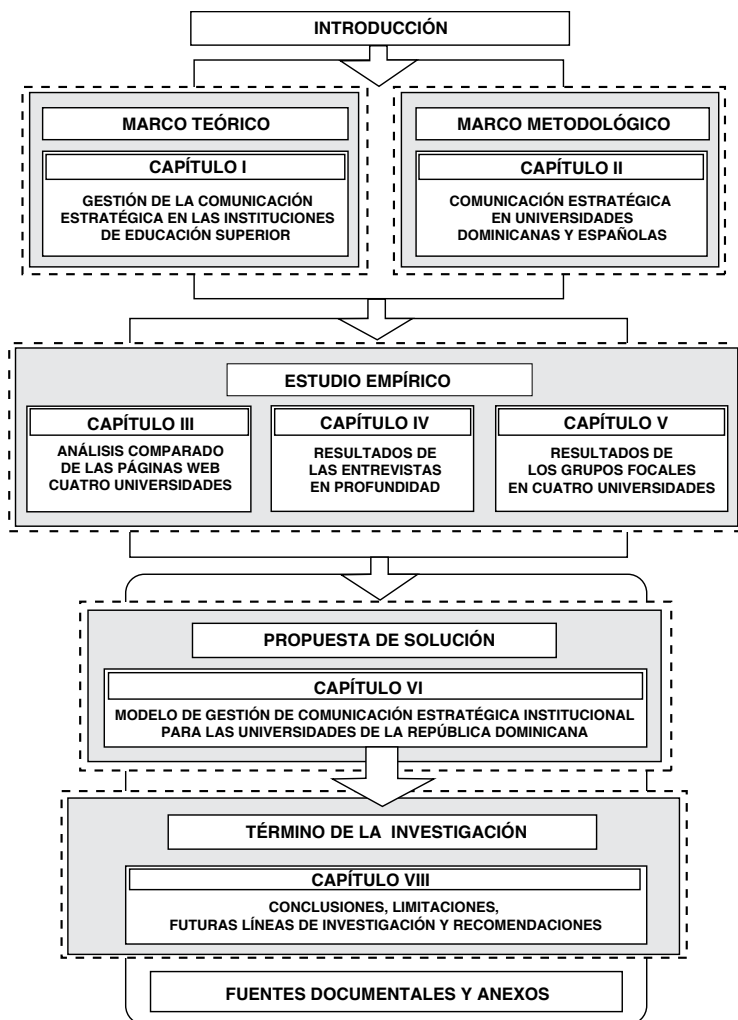 INTRODUCCIÓN
MARCO TEÓRICO
CAPÍTULO I
GESTIÓN DE LA COMUNICACIÓN
ESTRATÉGICA EN LAS INSTITUCIONES
DE EDUCACIÓN SUPERIOR
MARCO METODOLÓGICO
CAPÍTULO II
COMUNICACIÓN ESTRATÉGICA
EN UNIVERSIDADES
DOMINICANAS Y ESPAÑOLAS
ESTUDIO EMPÍRICO
CAPÍTULO III
ANÁLISIS COMPARADO
DE LAS PÁGINAS WEB
CUATRO UNIVERSIDADES
CAPÍTULO IV
RESULTADOS DE
LAS ENTREVISTAS
EN PROFUNDIDAD
CAPÍTULO V
RESULTADOS DE
LOS GRUPOS FOCALES
EN CUATRO UNIVERSIDADES
PROPUESTA DE SOLUCIÓN
CAPÍTULO VI
MODELO DE GESTIÓN DE COMUNICACIÓN ESTRATÉGICA INSTITUCIONAL
PARA LAS UNIVERSIDADES DE LA REPÚBLICA DOMINICANA
TÉRMINO DE LA INVESTIGACIÓN
CAPÍTULO VIII
CONCLUSIONES, LIMITACIONES,
FUTURAS LÍNEAS DE INVESTIGACIÓN Y RECOMENDACIONES
FUENTES DOCUMENTALES Y ANEXOS